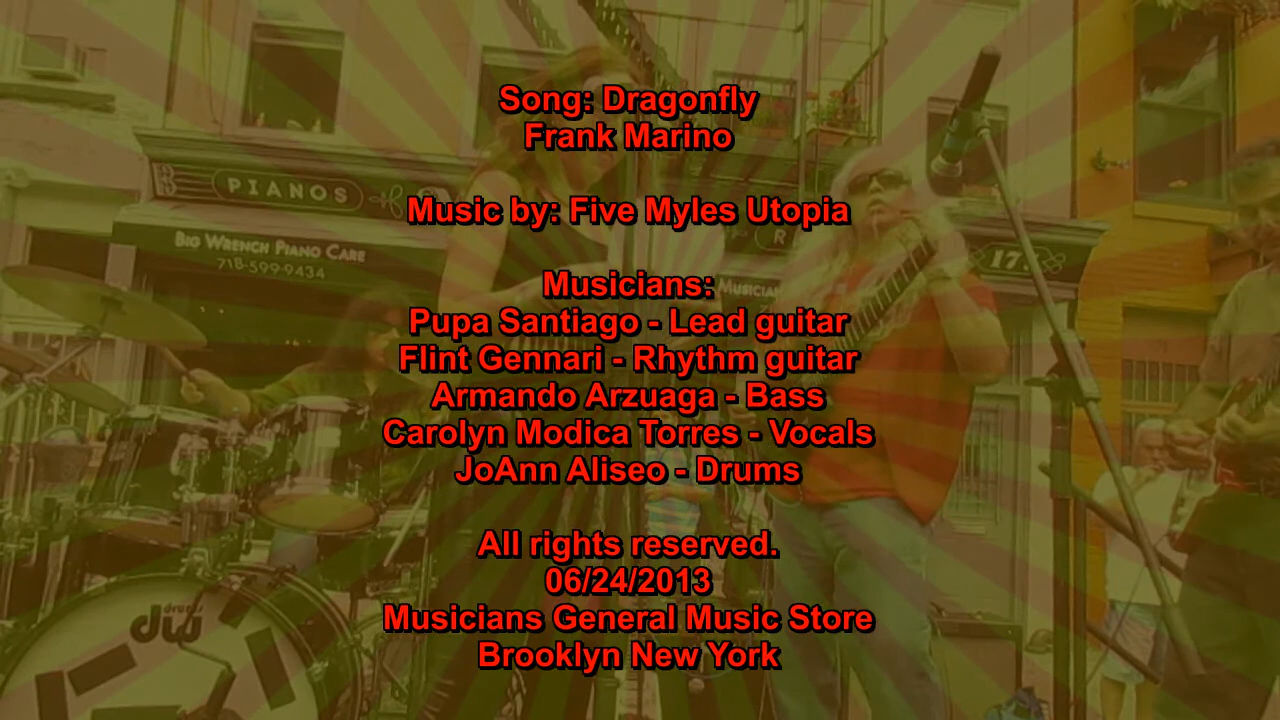 Song: Dragonfly
Frank Marino
Music by: Five Myles Utopia
PIANOS
BIG WRENCH PIANO CARE
718-599-9434
Musicians:
Pupa Santiago - Lead guitar
Flint Gennari - Rhythm guitar
Armando Arzuaga - Bass
Carolyn Modica Torres - Vocals
JoAnn Aliseo - Drums
All rights reserved.
06/24/2013
Musicians General Music Store
Brooklyn New York
drums
dw